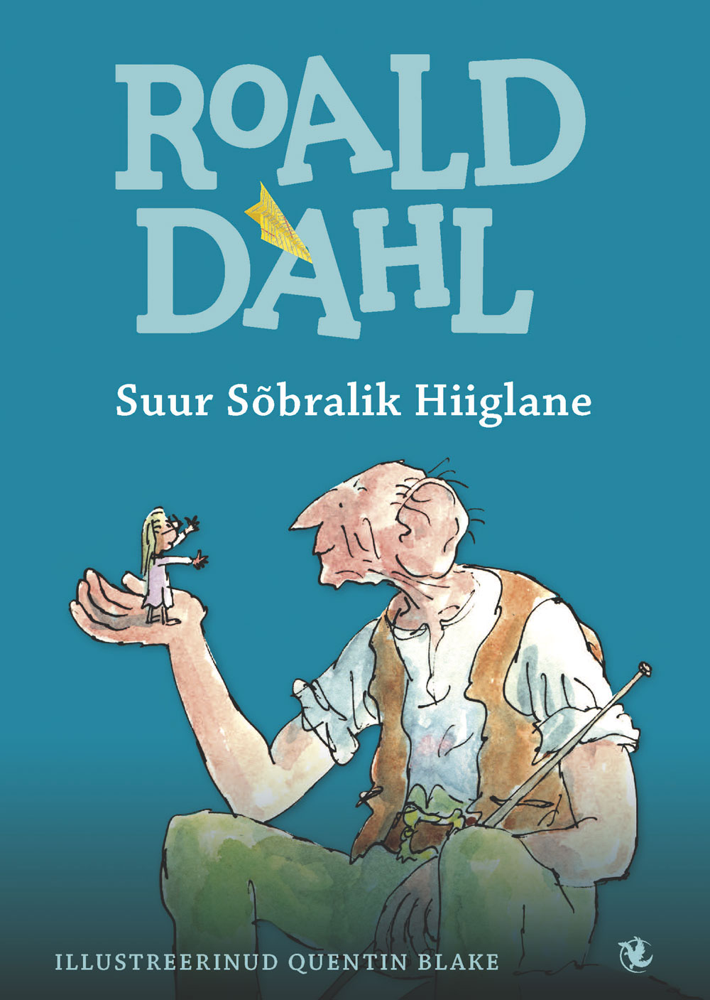 ROALD
DAHL
Suur Sõbralik Hiiglane
ILLUSTREERINUD QUENTIN BLAKE